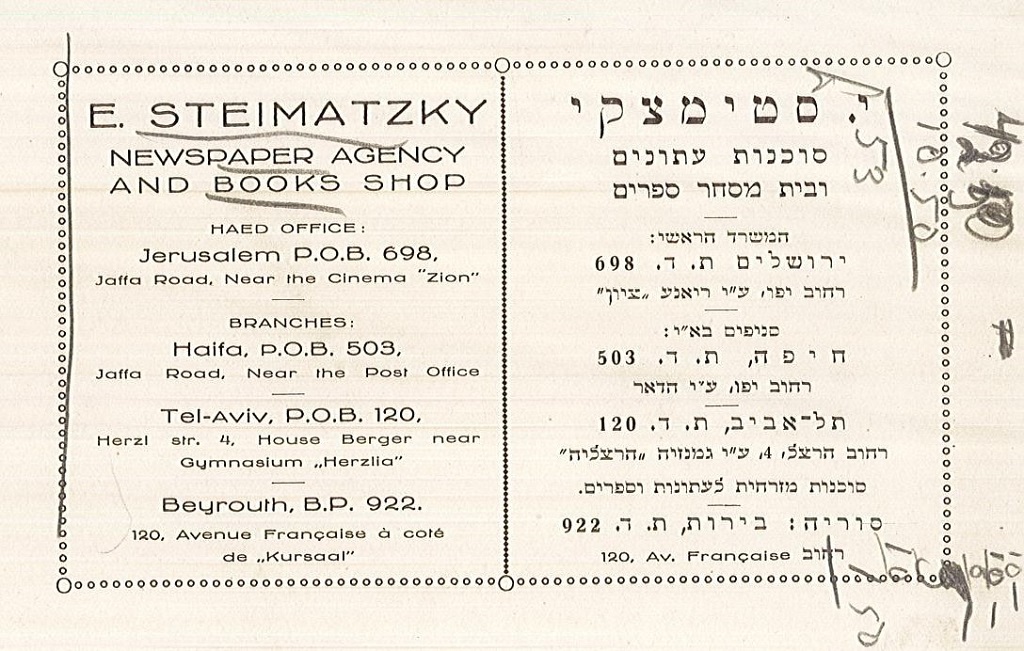 E. STEIMATZKY
NEWSPAPER AGENCY
AND BOOKS SHOP
HAED OFFICE:
Jerusalem P.O.B. 698,
Jaffa Road, Near the Cinema "Zion"
BRANCHES:
Haifa, P.O.B. 503,
Jaffa Road, Near the Post Office
Tel-Aviv, P.O.B. 120,
Herzl str. 4, House Berger near
Gymnasium „Herzlia"
Beyrouth, B.P. 922.
120, Avenue Française à coté
de „Kursaal"
י. סטימצקי
סוכנות עתונים
ובית מסחר ספרים
המשרד הראשי:
ירושלים ת. ד. 698
רחוב יפו, ע״י ריאנע „ציון"
סניפים בא״י:
חיפה, ת. ד. 503
רחוב יפו, ע״י הדאר
תל-אביב, ת. ד. 120
רחוב הרצל, 4, ע״י גמנזיה „הרצליה"
סוכנות מזרחית לעתונות וספרים.
סוריה: בירות, ת. ד. 922
רחוב 120, Av. Française
53
10.50